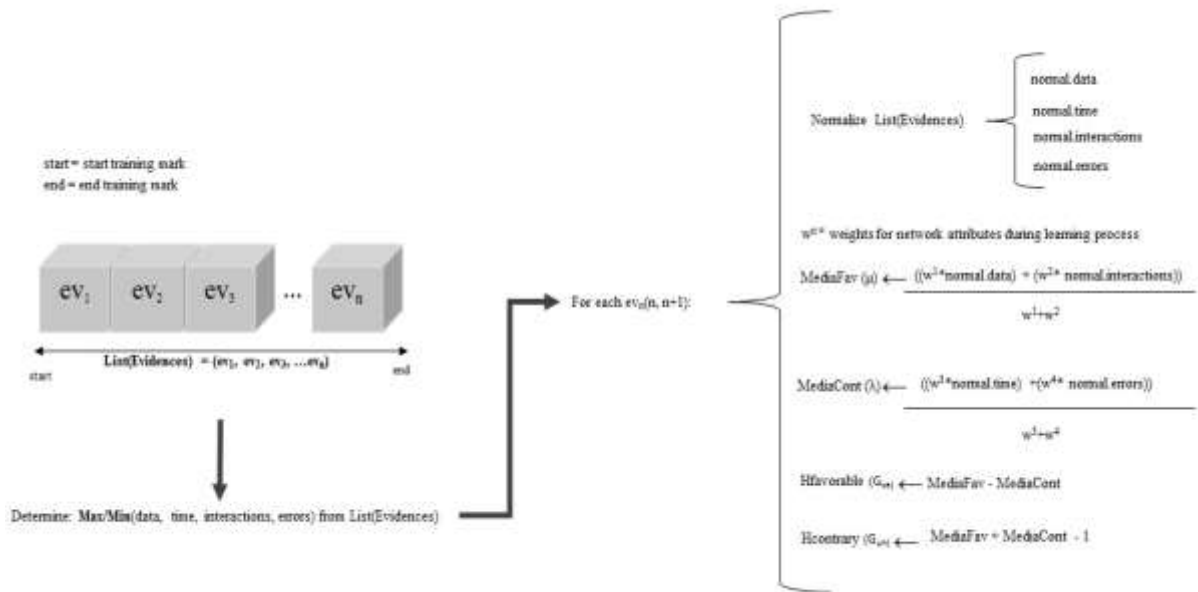 start = start training mark
end = end training mark
ev₁ ev₂ ev₃ ... evₙ
List(Evidences) = (ev₁, ev₂, ev₃, ...evₙ)
start
end
Determine: Max/Min(data, time, interactions, errors) from List(Evidences)
For each evₙ(n, n+1):
Normalize List(Evidences)
normal.data
normal.time
normal.interactions
normal.errors
weights for network attributes during learning process
MediaFav (μ) ← ((w¹*normal.data) + (w²* normal.interactions))
w¹+w²
MediaCont (λ) ← ((w³*normal.time) +(w⁴* normal.errors))
w³+w⁴
Hfavorable ← MediaFav - MediaCont
Hcontrary ← MediaFav + MediaCont - 1